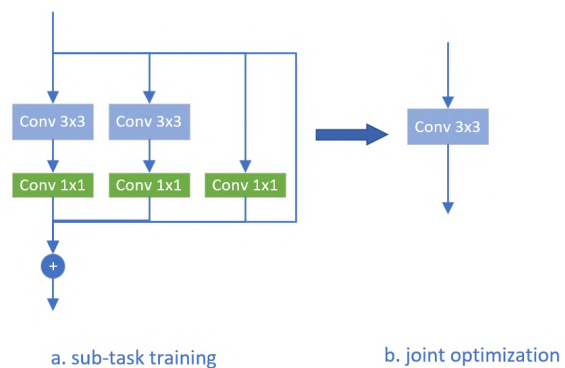 Conv 3x3
Conv 3x3
Conv 3x3
Conv 1x1
Conv 1x1
Conv 1x1
+
a. sub-task training
b. joint optimization